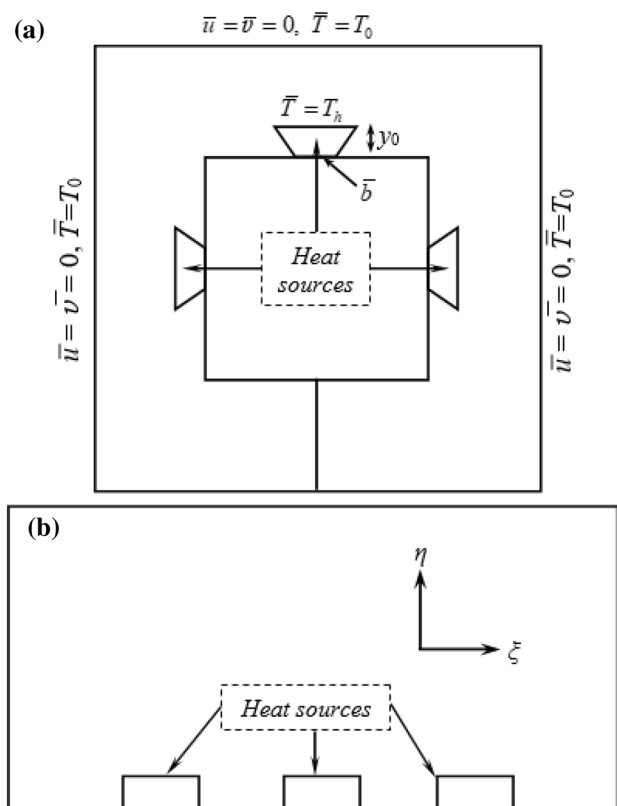 (a)
u̅ = v̅ = 0, T̅ = T₀
T̅ = Tₕ
y₀
b̅
u̅ = v̅ = 0, T̅ = T₀
Heat
sources
u̅ = v̅ = 0, T̅ = T₀
(b)
η
ξ
Heat sources